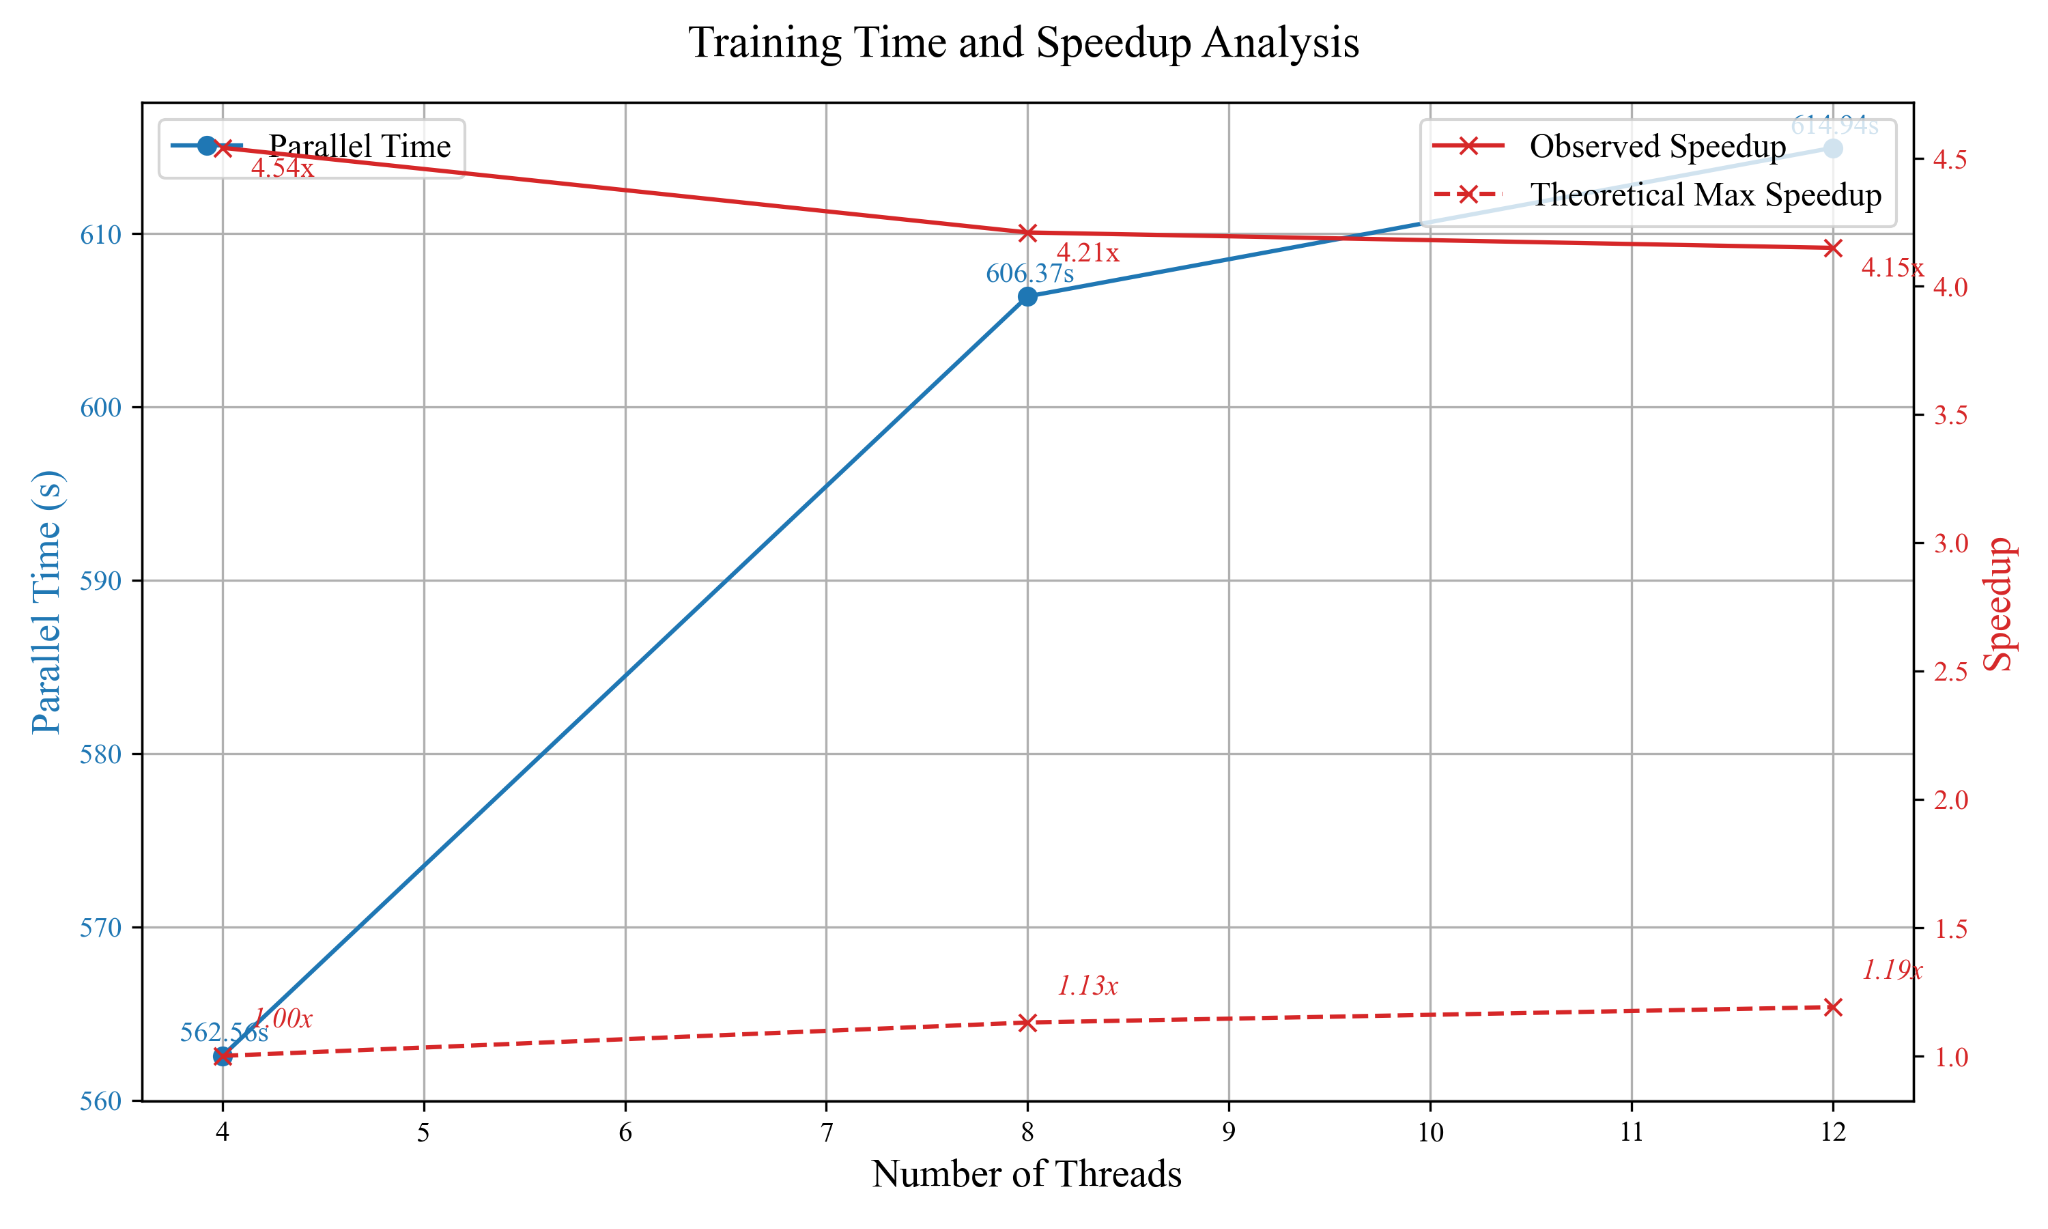 Training Time and Speedup Analysis
Parallel Time
Observed Speedup
Theoretical Max Speedup
614.94s
4.54x
4.21x
606.37s
4.15x
562.56s
1.00x
1.13x
1.19x
610
600
590
580
570
560
Parallel Time (s)
4.5
4.0
3.5
3.0
2.5
2.0
1.5
1.0
Speedup
4 5 6 7 8 9 10 11 12
Number of Threads